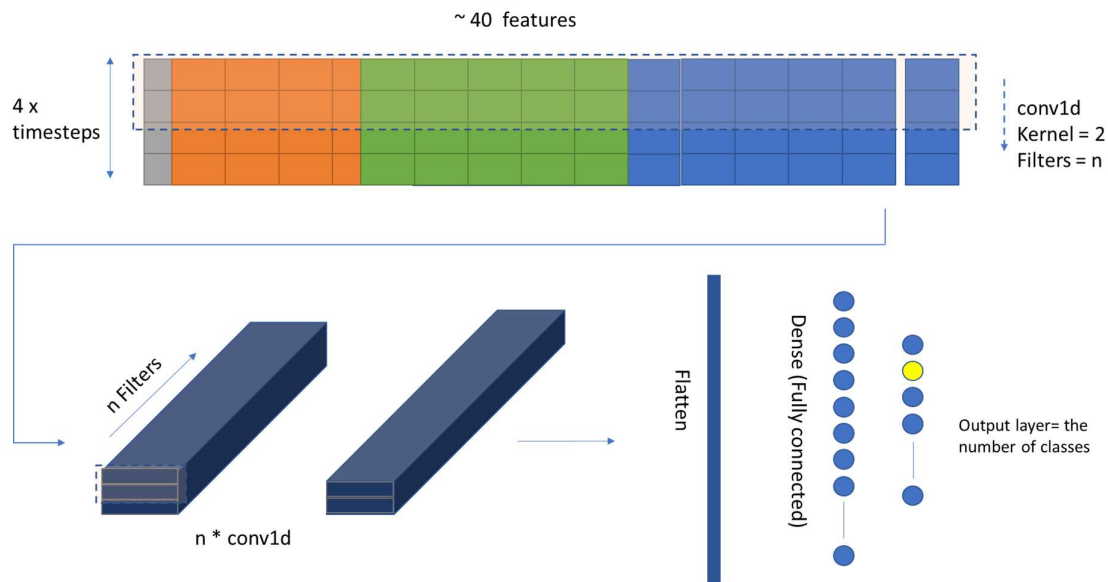 ~ 40 features
4 x
timesteps
conv1d
Kernel = 2
Filters = n
n Filters
n * conv1d
Flatten
Dense (Fully connected)
Output layer= the
number of classes